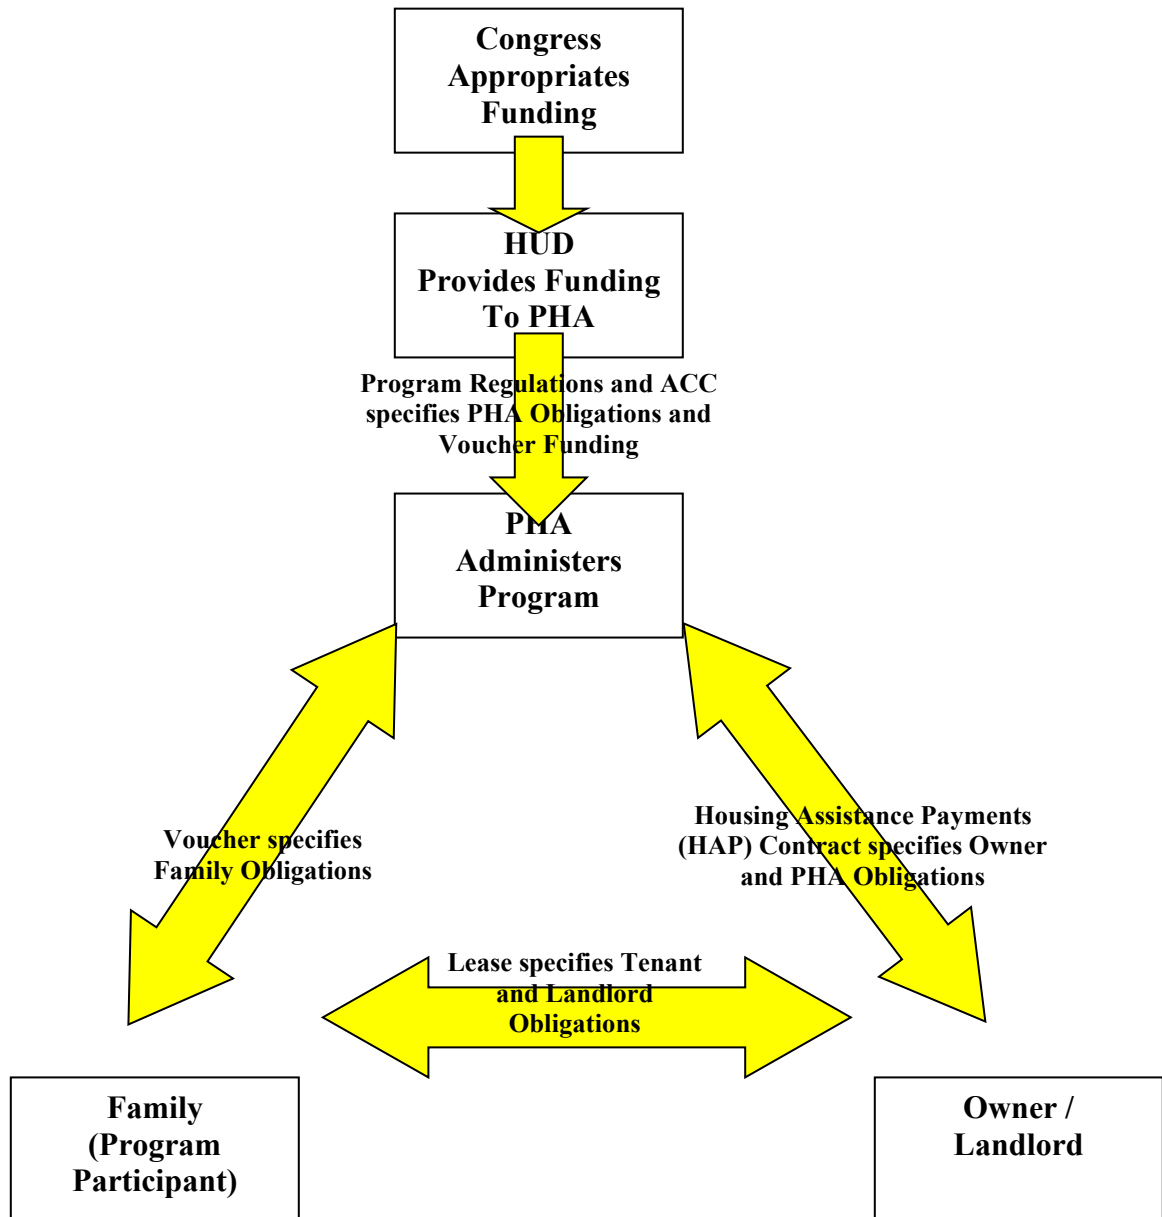 Congress
Appropriates
Funding
HUD
Provides Funding
To PHA
Program Regulations and ACC
specifies PHA Obligations and
Voucher Funding
PHA
Administers
Program
Voucher specifies
Family Obligations
Housing Assistance Payments
(HAP) Contract specifies Owner
and PHA Obligations
Lease specifies Tenant
and Landlord
Obligations
Family
(Program
Participant)
Owner /
Landlord